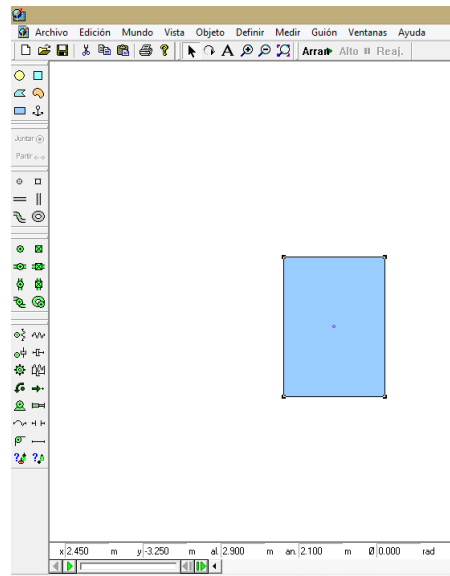 Archivo Edición Mundo Vista Objeto Definir Medir Guión Ventanas Ayuda
A Arran Alto II Reaj.
Juntar
Partir
x 2.450 m y -3.250 m al. 2.900 m an. 2.100 m Ø 0.000 rad